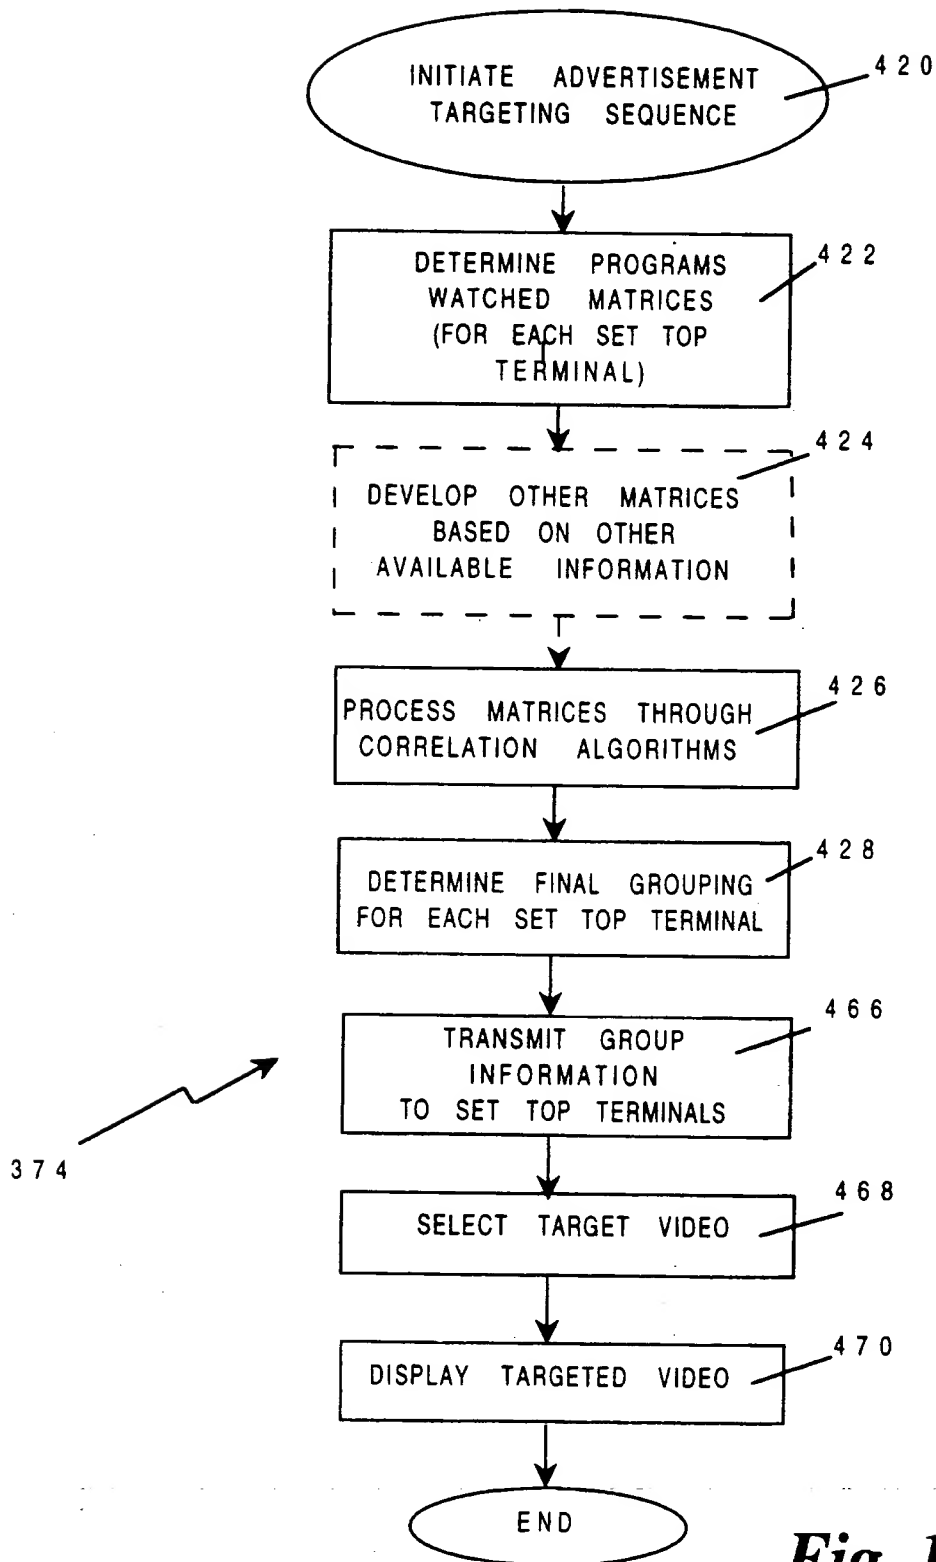 INITIATE ADVERTISEMENT
TARGETING SEQUENCE
420
DETERMINE PROGRAMS
WATCHED MATRICES
(FOR EACH SET TOP
TERMINAL)
422
424
DEVELOP OTHER MATRICES
BASED ON OTHER
AVAILABLE INFORMATION
426
PROCESS MATRICES THROUGH
CORRELATION ALGORITHMS
428
DETERMINE FINAL GROUPING
FOR EACH SET TOP TERMINAL
466
TRANSMIT GROUP
INFORMATION
TO SET TOP TERMINALS
374
468
SELECT TARGET VIDEO
470
DISPLAY TARGETED VIDEO
END
Fig.